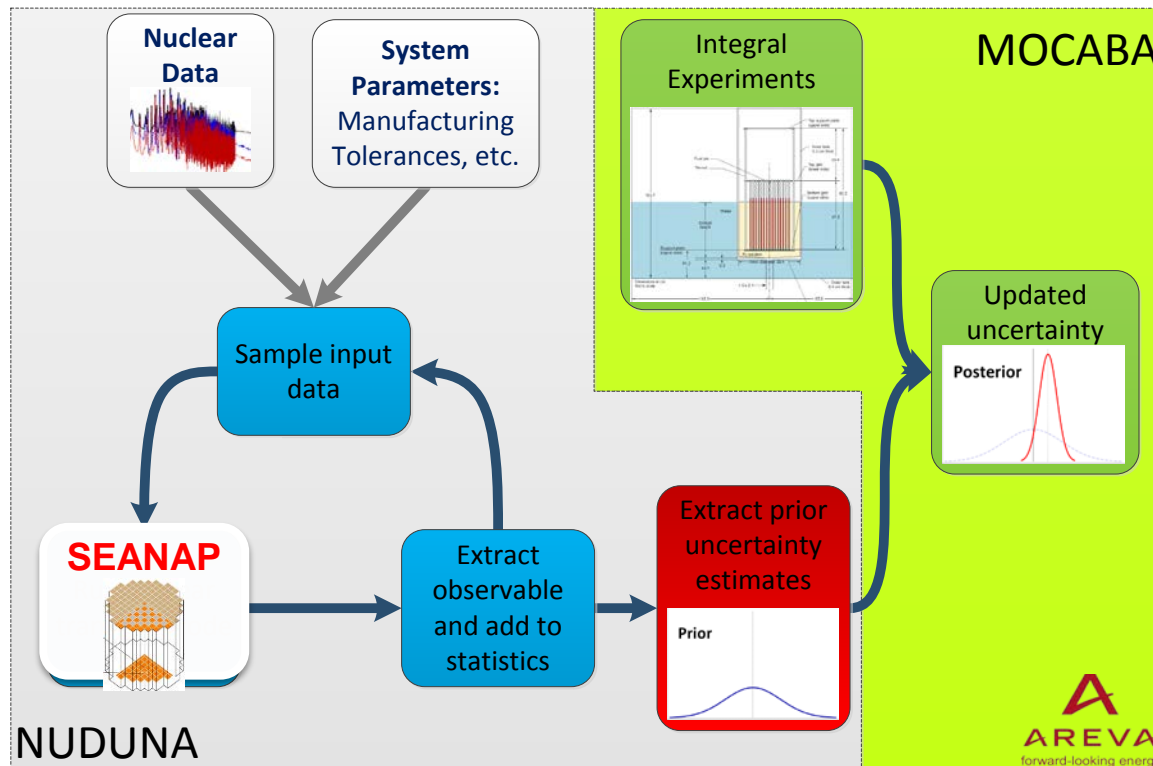 Nuclear
Data
System
Parameters:
Manufacturing
Tolerances, etc.
Integral
Experiments
MOCABA
Sample input
data
Updated
uncertainty
Posterior
SEANAP
Extract
observable
and add to
statistics
Extract prior
uncertainty
estimates
Prior
NUDUNA
AREVA
forward-looking energ